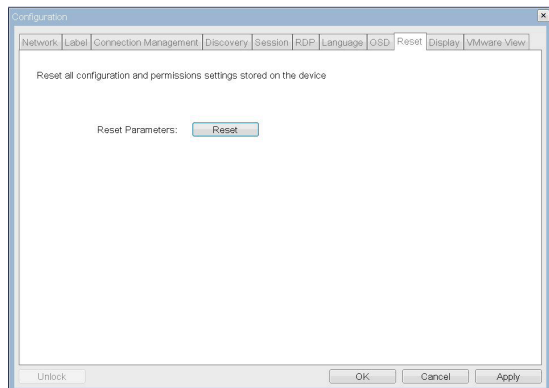 Configuration
Network Label Connection Management Discovery Session RDP Language OSD Reset Display VMware View
Reset all configuration and permissions settings stored on the device
Reset Parameters: Reset
Unlock OK Cancel Apply